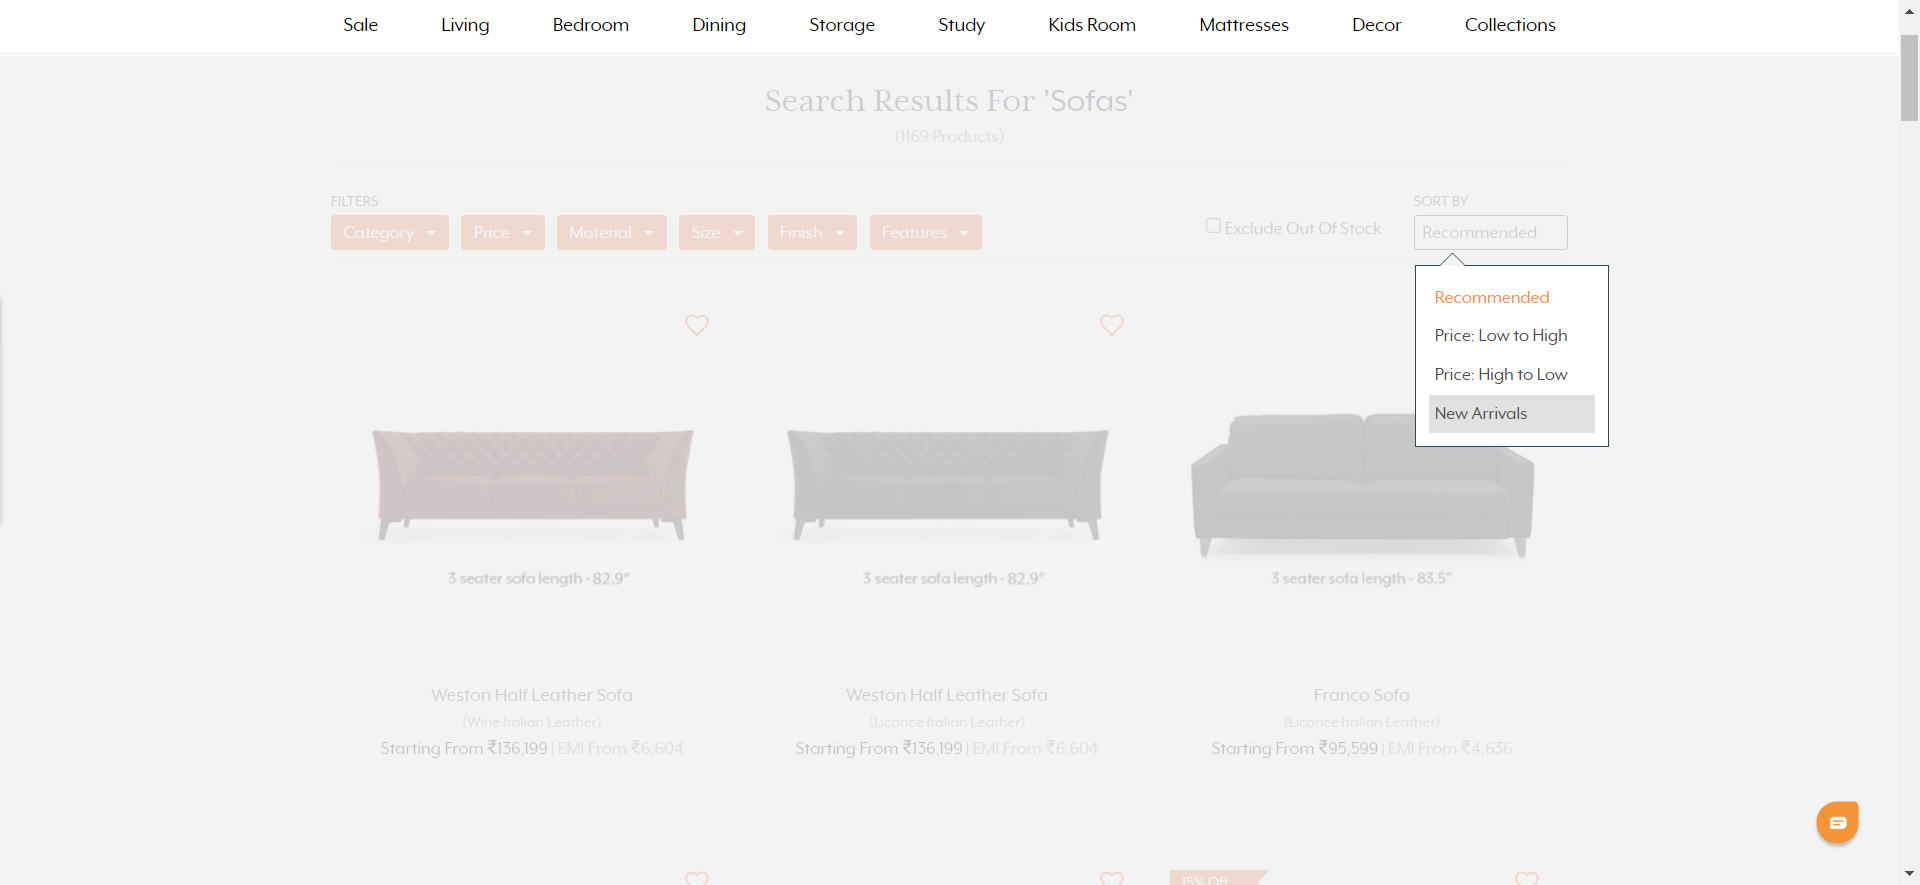 Sale Living Bedroom Dining Storage Study Kids Room Mattresses Decor Collections
Search Results For 'Sofas'
(1169 Products)
FILTERS
Category Price Material Size Finish Features
Exclude Out Of Stock
SORT BY
Recommended
Recommended
Price: Low to High
Price: High to Low
New Arrivals
3 seater sofa length - 82.9"
3 seater sofa length - 82.9"
3 seater sofa length - 83.5"
Weston Half Leather Sofa
(Wine Italian Leather)
Starting From ₹136,199 | EMI From ₹6,604
Weston Half Leather Sofa
(Licorice Italian Leather)
Starting From ₹136,199 | EMI From ₹6,604
Franco Sofa
(Licorice Italian Leather)
Starting From ₹95,599 | EMI From ₹4,636
15% Off